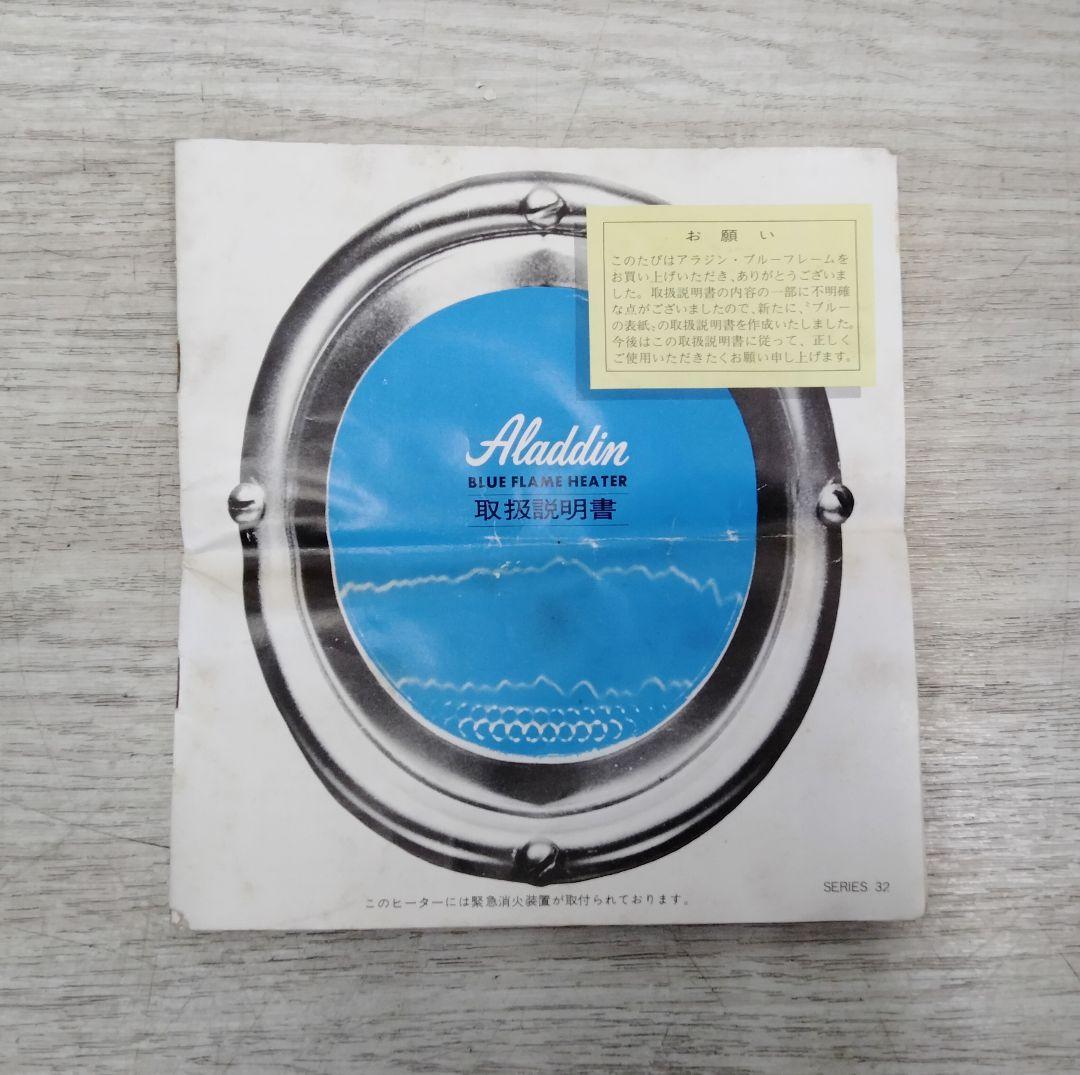 お願い
このたびはアラジン・ブルーフレームを
お買い上げいただき、ありがとうございま
した。取扱説明書の内容の一部に不明確
な点がございましたので、新たに、〝ブルー
の表紙〟の取扱説明書を作成いたしました。
今後はこの取扱説明書に従って、正しく
ご使用いただきたくお願い申し上げます。
Aladdin
BLUE FLAME HEATER
取扱説明書
SERIES 32
このヒーターには緊急消火装置が取付られております。